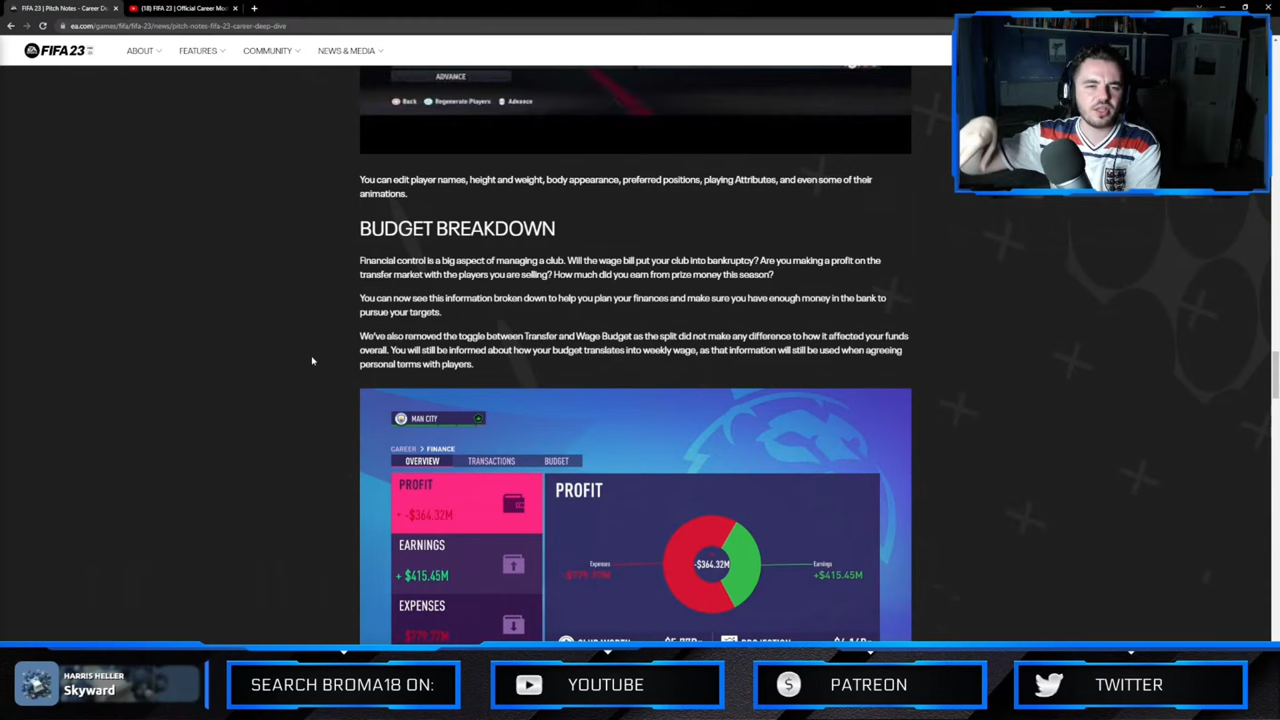 FIFA 23 | Pitch Notes - Career D
(18) FIFA 23 | Official Career Mo
ea.com/games/fifa/fifa-23/news/pitch-notes-fifa-23-career-deep-dive
FIFA 23
ABOUT
FEATURES
COMMUNITY
NEWS & MEDIA
ADVANCE
Back
Regenerate Players
Advance
You can edit player names, height and weight, body appearance, preferred positions, playing Attributes, and even some of their
animations.
BUDGET BREAKDOWN
Financial control is a big aspect of managing a club. Will the wage bill put your club into bankruptcy? Are you making a profit on the
transfer market with the players you are selling? How much did you earn from prize money this season?
You can now see this information broken down to help you plan your finances and make sure you have enough money in the bank to
pursue your targets.
We've also removed the toggle between Transfer and Wage Budget as the split did not make any difference to how it affected your funds
overall. You will still be informed about how your budget translates into weekly wage, as that information will still be used when agreeing
personal terms with players.
MAN CITY
CAREER > FINANCE
OVERVIEW
TRANSACTIONS
BUDGET
PROFIT
-$364.32M
EARNINGS
+ $415.45M
EXPENSES
$779.77M
PROFIT
Expenses
-$779.77M
-$364.32M
Earnings
+$415.45M
CLUB WORTH
PROJECTION
HARRIS HELLER
Skyward
SEARCH BROMA18 ON:
YOUTUBE
PATREON
TWITTER